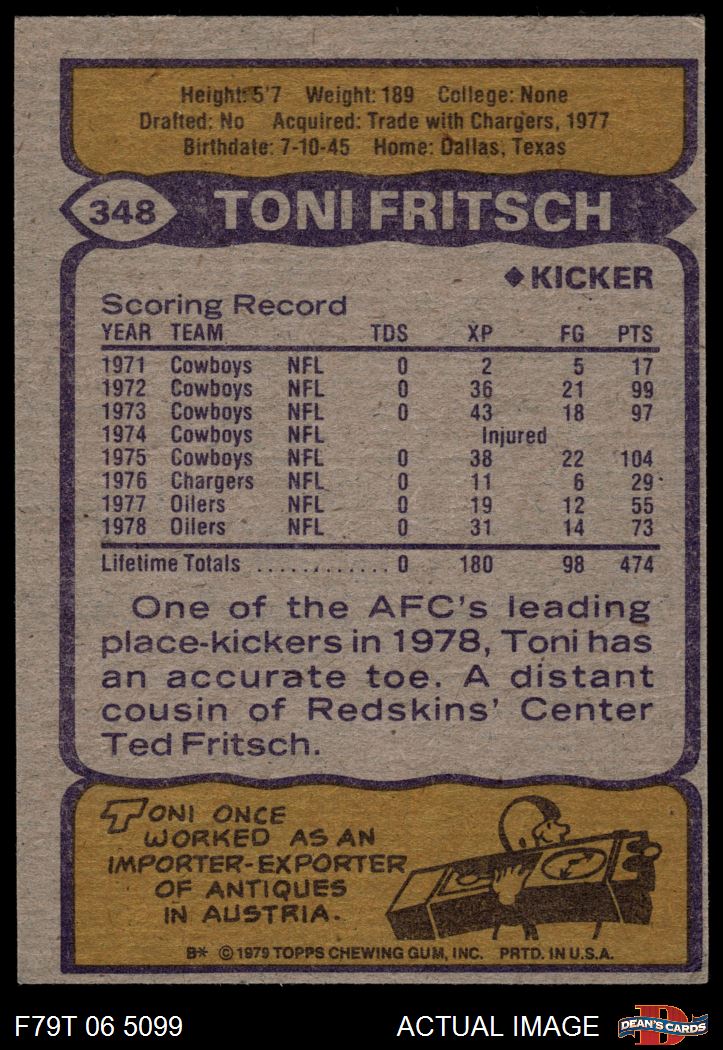 Height: 5'7 Weight: 189 College: None
Drafted: No Acquired: Trade with Chargers, 1977
Birthdate: 7-10-45 Home: Dallas, Texas
348 TONI FRITSCH
◆ KICKER
Scoring Record
YEAR TEAM TDS XP FG PTS
1971 Cowboys NFL 0 2 5 17
1972 Cowboys NFL 0 36 21 99
1973 Cowboys NFL 0 43 18 97
1974 Cowboys NFL Injured
1975 Cowboys NFL 0 38 22 104
1976 Chargers NFL 0 11 6 29
1977 Oilers NFL 0 19 12 55
1978 Oilers NFL 0 31 14 73
Lifetime Totals ............ 0 180 98 474
One of the AFC's leading
place-kickers in 1978, Toni has
an accurate toe. A distant
cousin of Redskins' Center
Ted Fritsch.
TONI ONCE
WORKED AS AN
IMPORTER-EXPORTER
OF ANTIQUES
IN AUSTRIA.
B* © 1979 TOPPS CHEWING GUM, INC. PRTD. IN U.S.A.
F79T 06 5099 ACTUAL IMAGE D DEAN'S CARDS